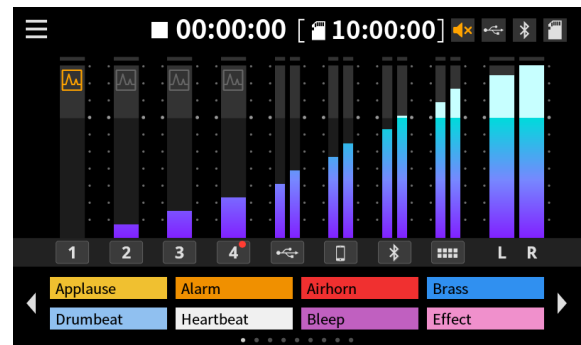 00:00:00 [ 10:00:00]
1 2 3 4 L R
Applause Alarm Airhorn Brass
Drumbeat Heartbeat Bleep Effect